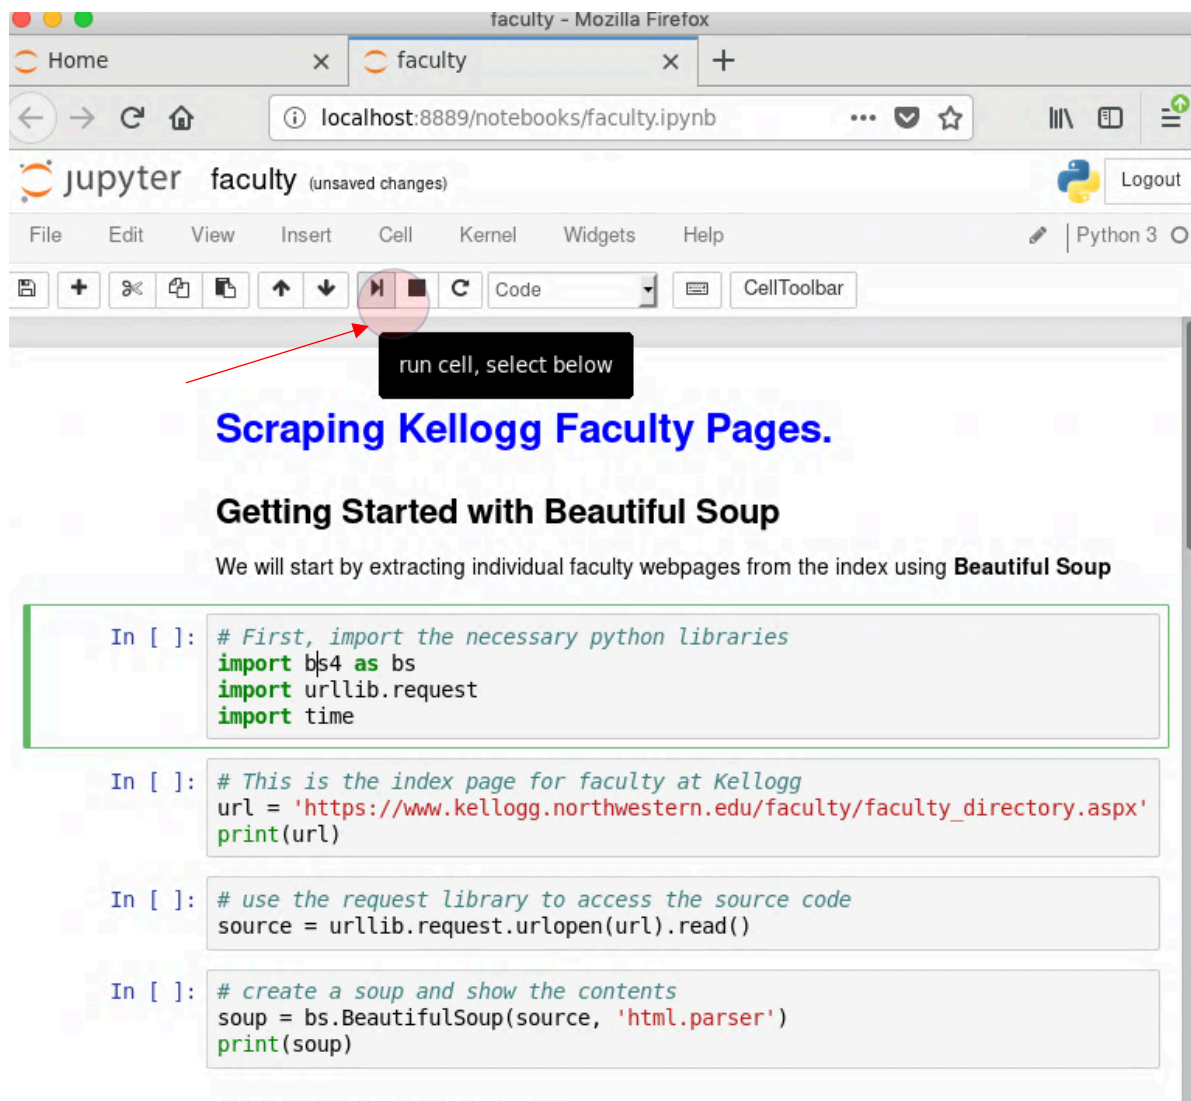 faculty - Mozilla Firefox
Home
faculty
localhost:8889/notebooks/faculty.ipynb
jupyter faculty (unsaved changes)
Logout
File Edit View Insert Cell Kernel Widgets Help
Python 3
Code
CellToolbar
run cell, select below
Scraping Kellogg Faculty Pages.
Getting Started with Beautiful Soup
We will start by extracting individual faculty webpages from the index using Beautiful Soup
In [ ]: # First, import the necessary python libraries
import bs4 as bs
import urllib.request
import time
In [ ]: # This is the index page for faculty at Kellogg
url = 'https://www.kellogg.northwestern.edu/faculty/faculty_directory.aspx'
print(url)
In [ ]: # use the request library to access the source code
source = urllib.request.urlopen(url).read()
In [ ]: # create a soup and show the contents
soup = bs.BeautifulSoup(source, 'html.parser')
print(soup)